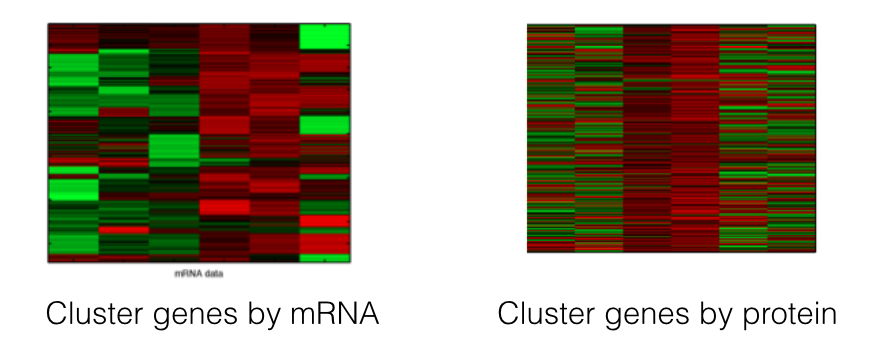 mRNA data
Cluster genes by mRNA
Cluster genes by protein